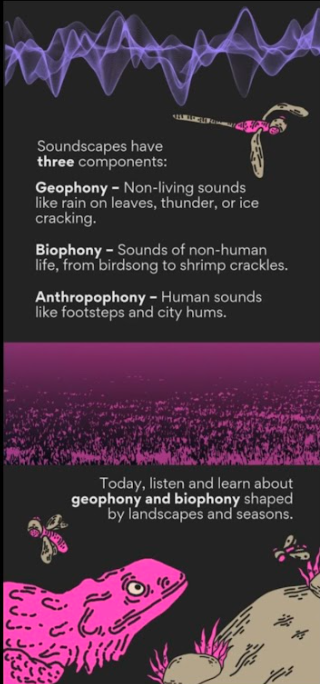 Soundscapes have
three components:
Geophony – Non-living sounds
like rain on leaves, thunder, or ice
cracking.
Biophony – Sounds of non-human
life, from birdsong to shrimp crackles.
Anthropophony – Human sounds
like footsteps and city hums.
Today, listen and learn about
geophony and biophony shaped
by landscapes and seasons.